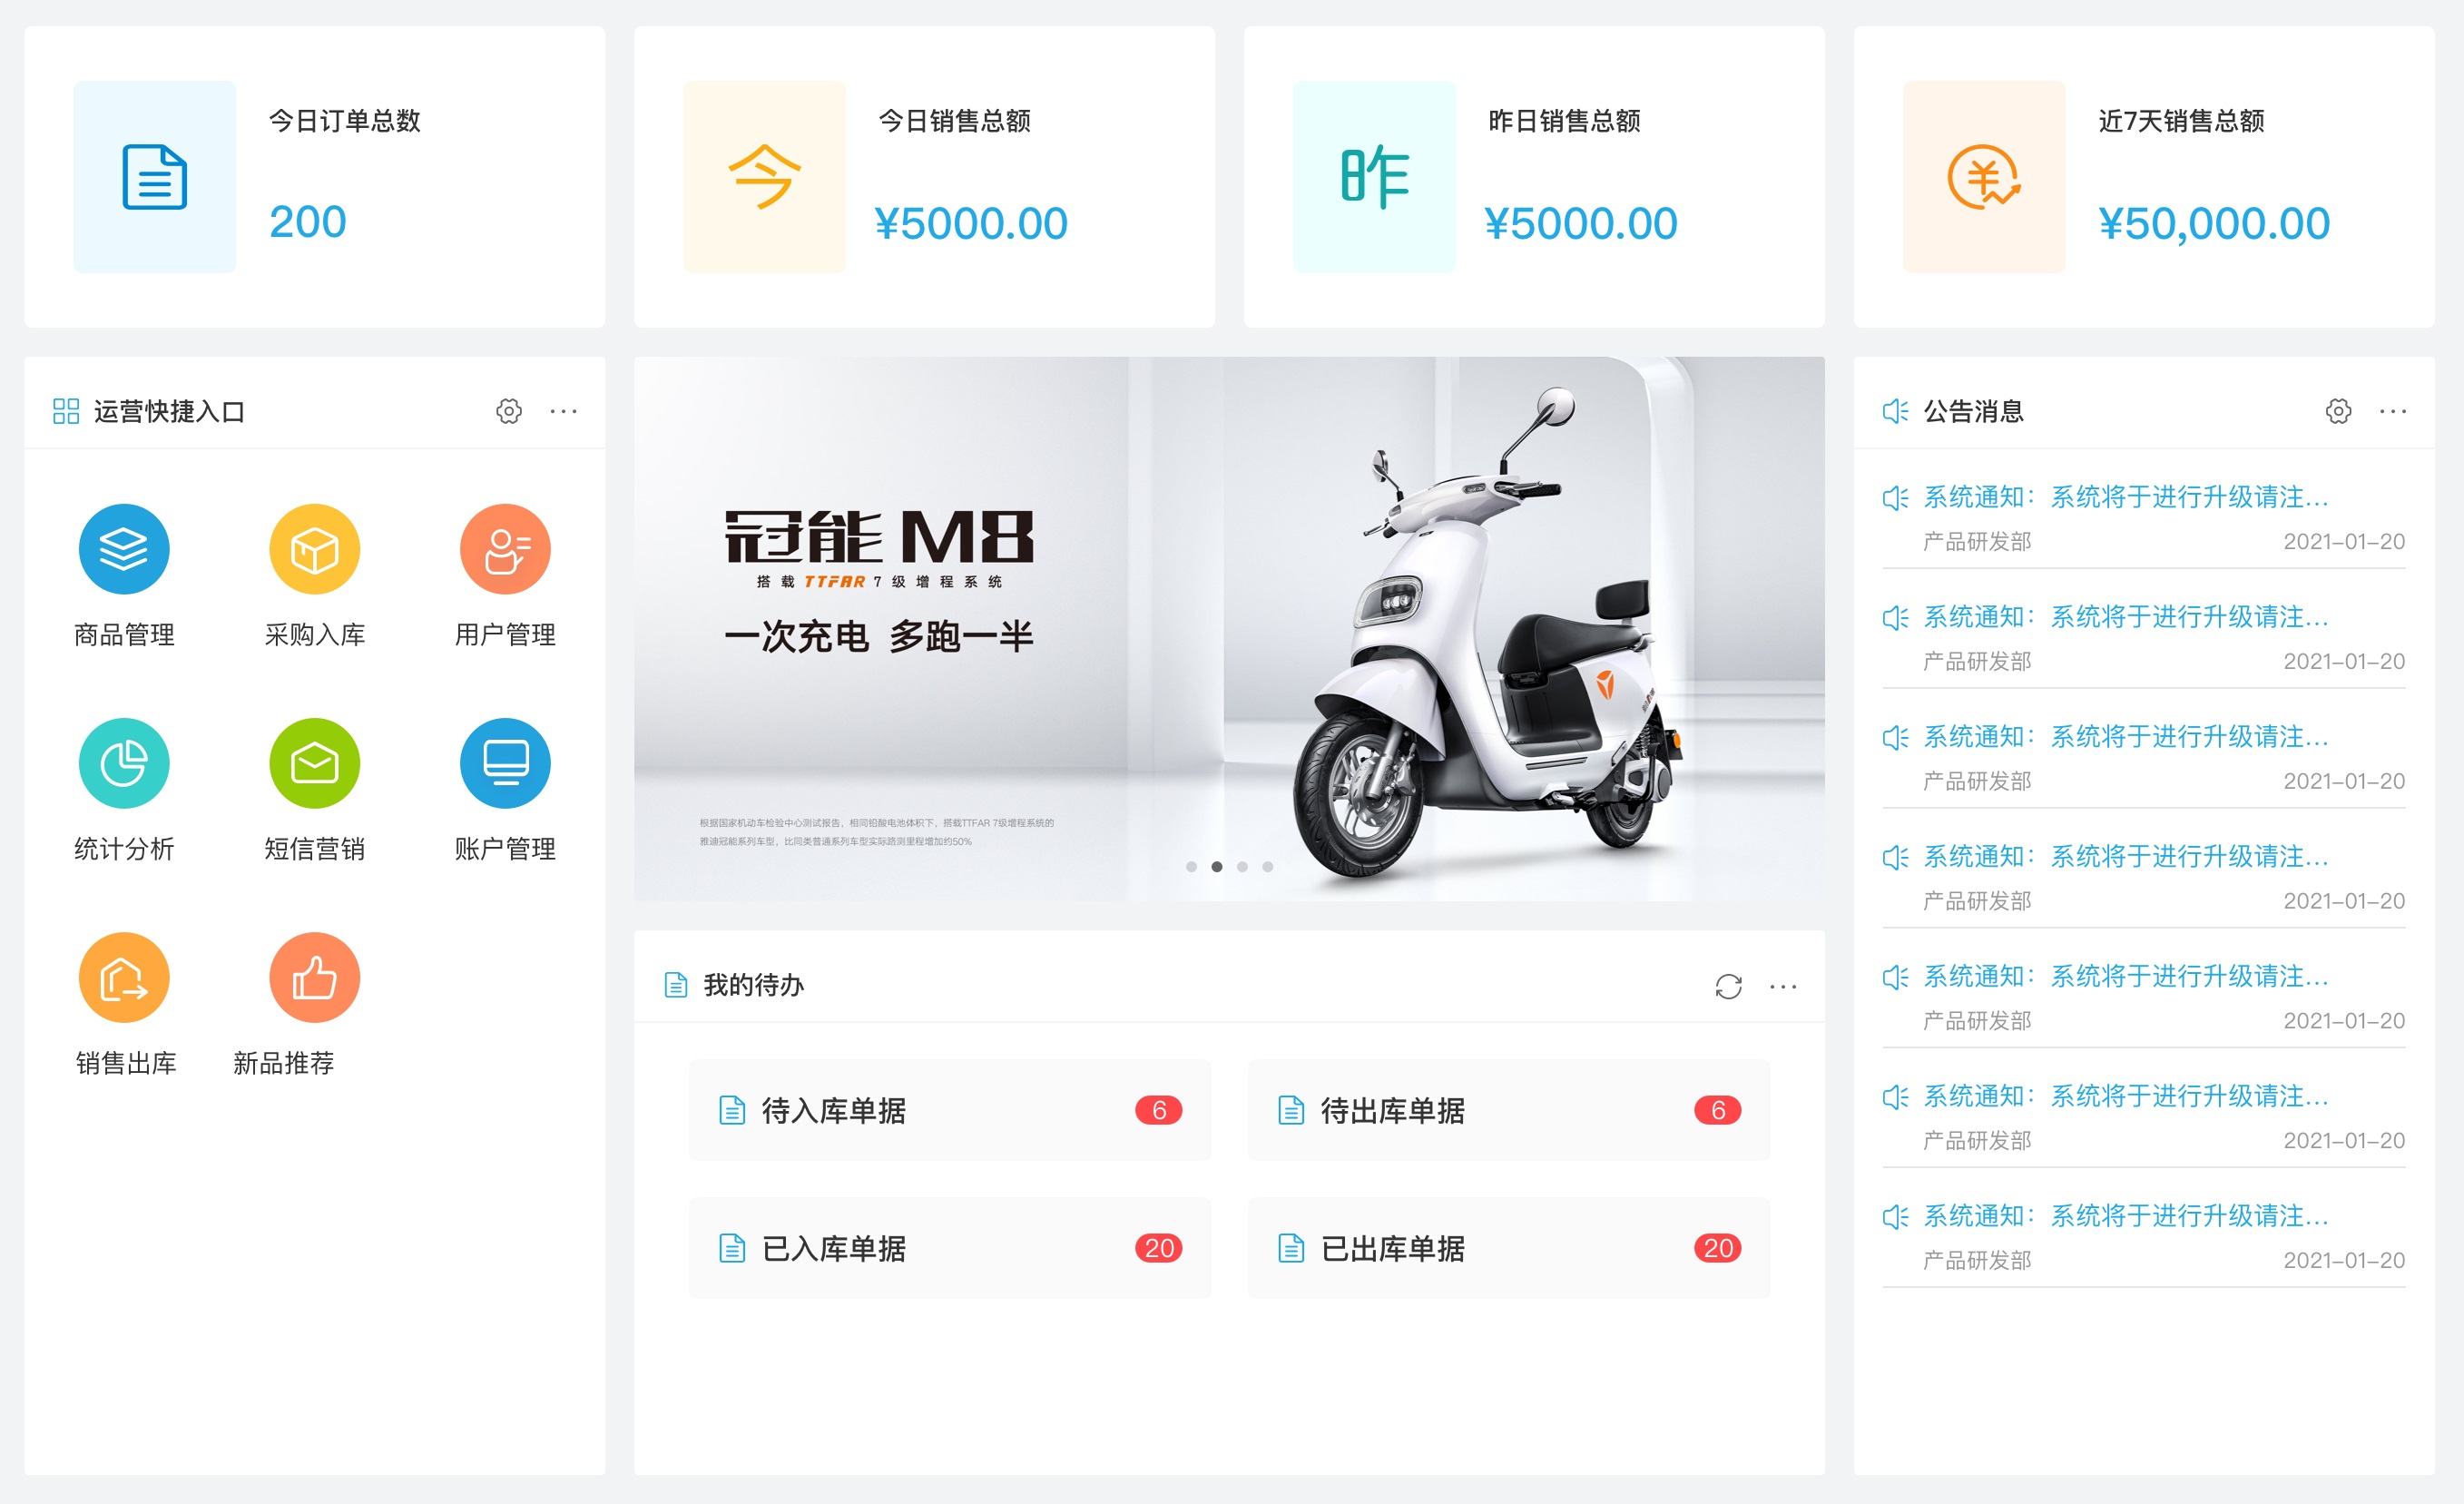 今日订单总数
200
今
今日销售总额
¥5000.00
昨
昨日销售总额
¥5000.00
近7天销售总额
¥50,000.00
运营快捷入口
商品管理
采购入库
用户管理
统计分析
短信营销
账户管理
销售出库
新品推荐
冠能 M8
搭载 TTFAR 7 级增程系统
一次充电 多跑一半
根据国家机动车检验中心测试报告，相同铅酸电池体积下，搭载TTFAR 7级增程系统的
雅迪冠能系列车型，比同类普通系列车型实际路测里程增加约50%
我的待办
待入库单据 6
待出库单据 6
已入库单据 20
已出库单据 20
公告消息
系统通知：系统将于进行升级请注...
产品研发部 2021-01-20
系统通知：系统将于进行升级请注...
产品研发部 2021-01-20
系统通知：系统将于进行升级请注...
产品研发部 2021-01-20
系统通知：系统将于进行升级请注...
产品研发部 2021-01-20
系统通知：系统将于进行升级请注...
产品研发部 2021-01-20
系统通知：系统将于进行升级请注...
产品研发部 2021-01-20
系统通知：系统将于进行升级请注...
产品研发部 2021-01-20